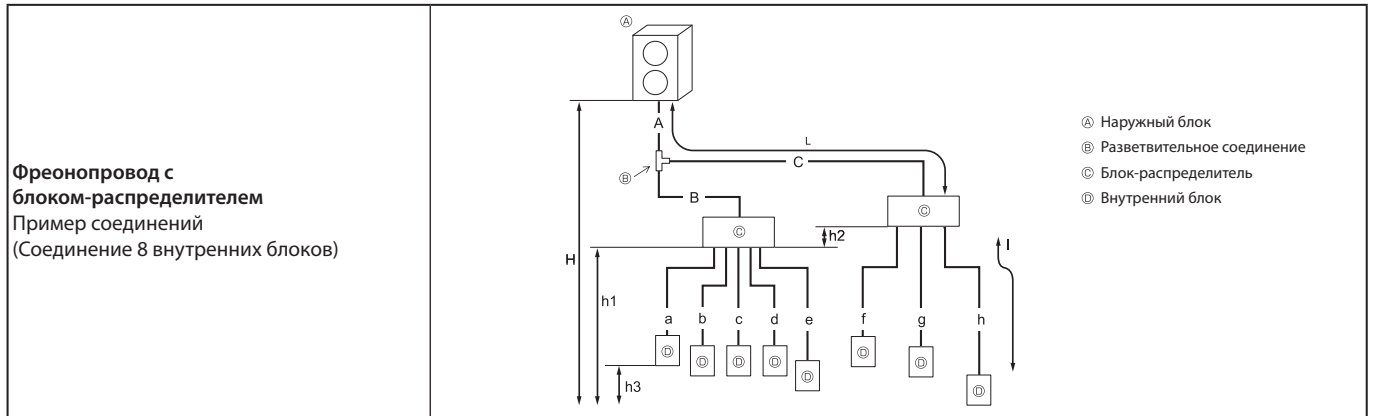 Фреонопровод с
блоком-распределителем
Пример соединений
(Соединение 8 внутренних блоков)
Ⓐ
A
L
C
Ⓑ
B
Ⓒ
Ⓒ
h2
H
h1
l
a b c d e f g h
Ⓓ Ⓓ Ⓓ Ⓓ Ⓓ Ⓓ Ⓓ Ⓓ
h3
Ⓐ Наружный блок
Ⓑ Разветвительное соединение
Ⓒ Блок-распределитель
Ⓓ Внутренний блок